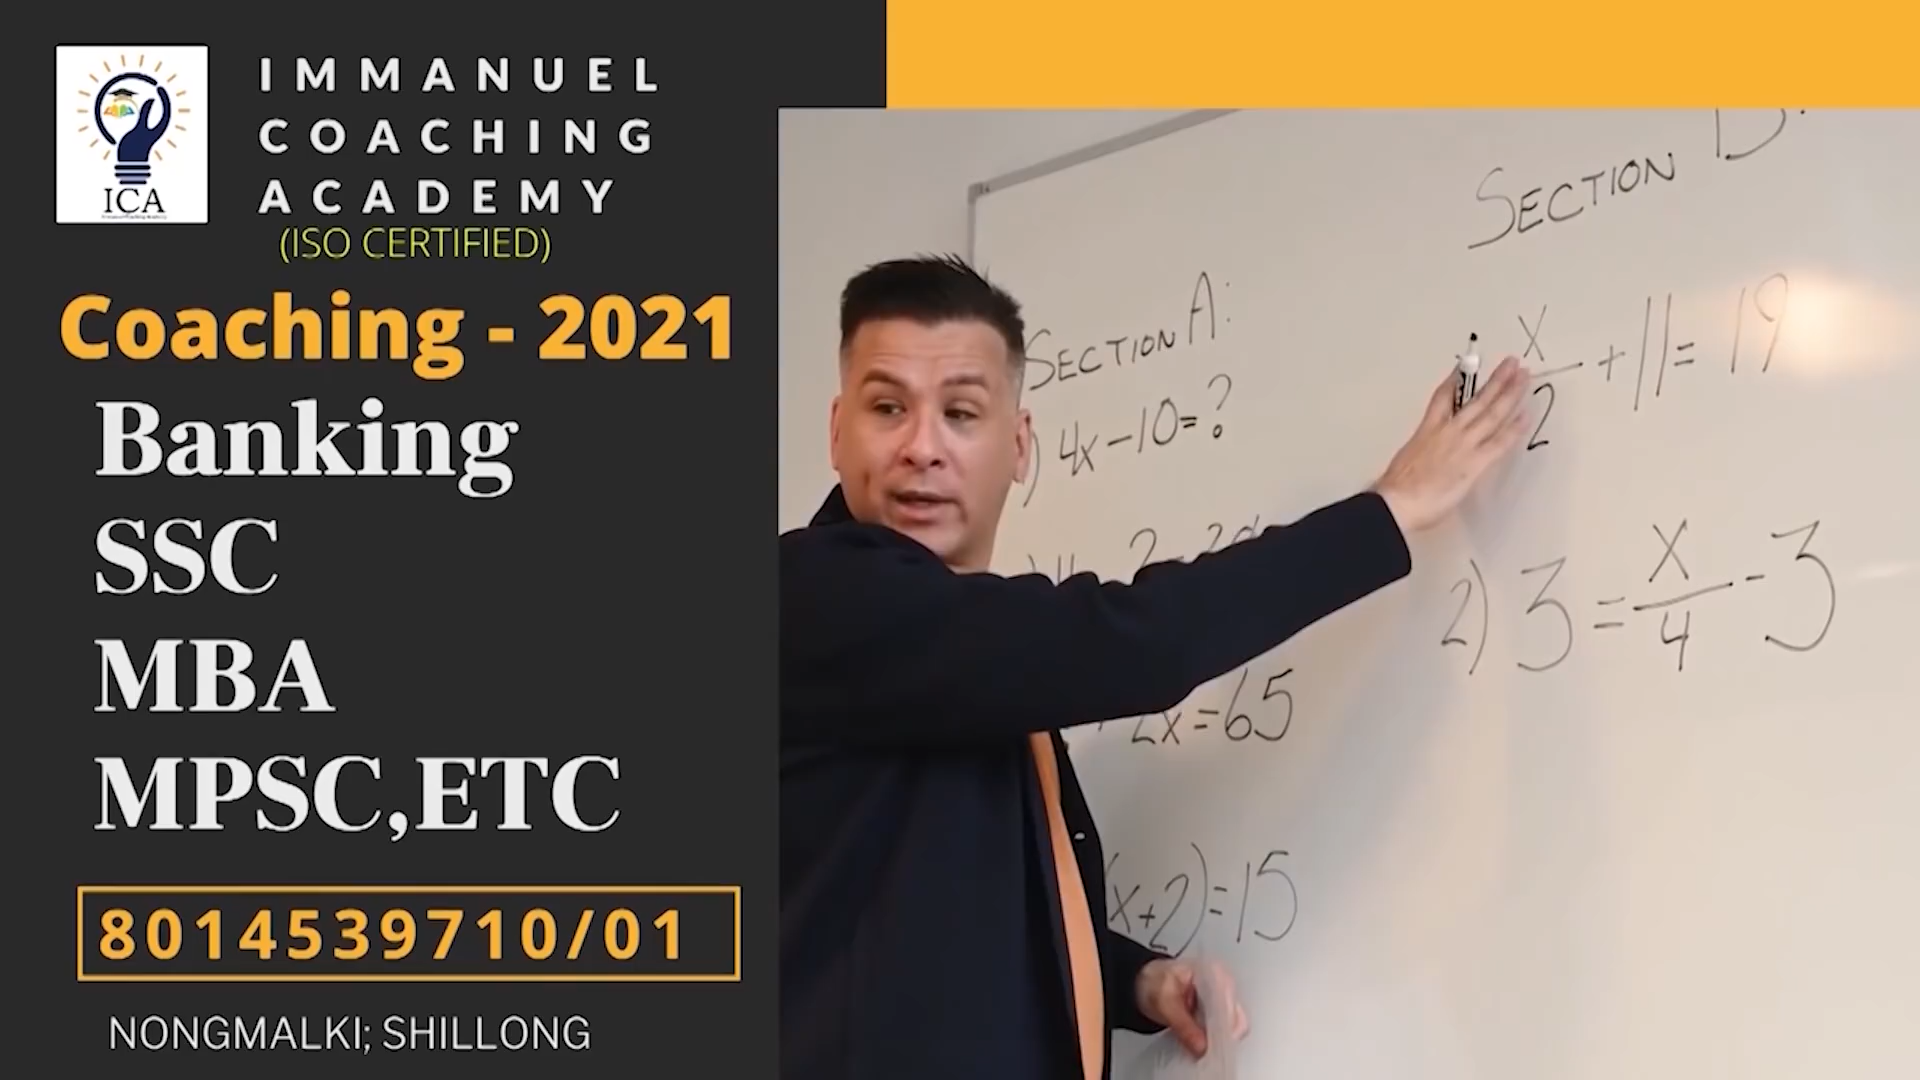 ICA
IMMANUEL
COACHING
ACADEMY
(ISO CERTIFIED)
Coaching - 2021
Banking
SSC
MBA
MPSC,ETC
8014539710/01
NONGMALKI; SHILLONG
SECTION A:
) 4x-10=?
2x=65
(x+2)=15
SECTION
x/2 + 11 = 19
2) 3 = x/4 - 3